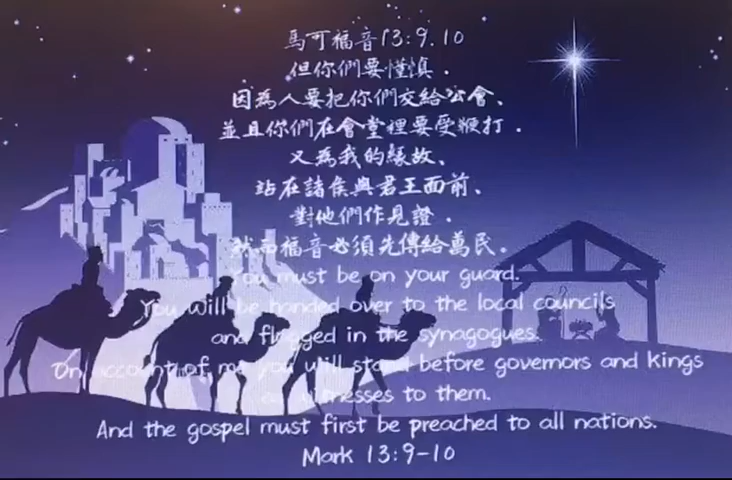 馬可福音13:9.10
但你們要謹慎．
因為人要把你們交給公會、
並且你們在會堂裡要受鞭打．
又為我的緣故、
站在諸侯與君王面前、
對他們作見證．
然而福音必須先傳給萬民．
You must be on your guard.
You will be handed over to the local councils
and flogged in the synagogues.
On account of me you will stand before governors and kings
as witnesses to them.
And the gospel must first be preached to all nations.
Mark 13:9-10